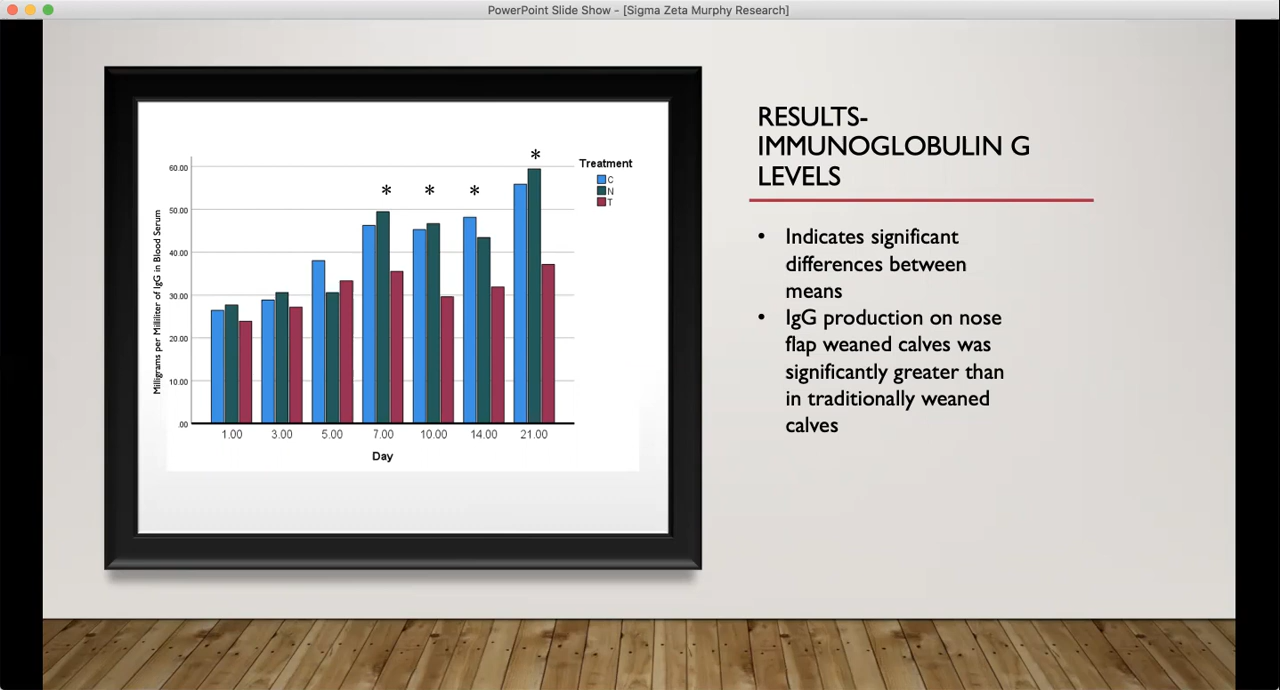 PowerPoint Slide Show - [Sigma Zeta Murphy Research]
RESULTS-
IMMUNOGLOBULIN G
LEVELS
• Indicates significant
differences between
means
• IgG production on nose
flap weaned calves was
significantly greater than
in traditionally weaned
calves
Milligrams per Milliliter of IgG in Blood Serum
60.00
50.00
40.00
30.00
20.00
10.00
.00
* * * *
Treatment
C
N
T
1.00 3.00 5.00 7.00 10.00 14.00 21.00
Day